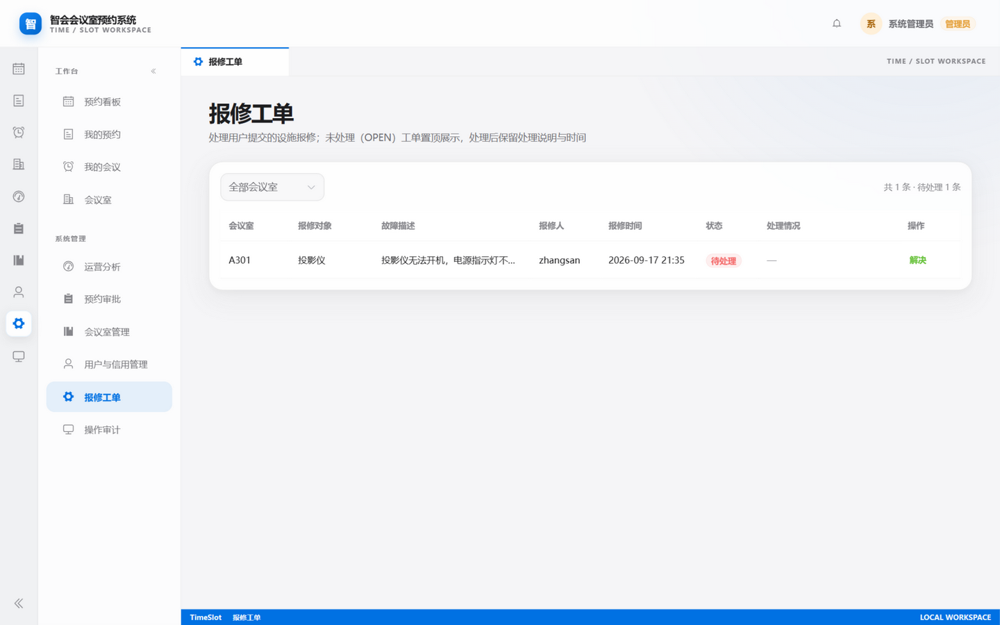 智
智会会议室预约系统
TIME / SLOT WORKSPACE
系
系统管理员
管理员
工作台
预约看板
我的预约
我的会议
会议室
系统管理
运营分析
预约审批
会议室管理
用户与信用管理
报修工单
操作审计
报修工单
TIME / SLOT WORKSPACE
报修工单
处理用户提交的设施报修；未处理（OPEN）工单置顶展示，处理后保留处理说明与时间
全部会议室
共 1 条 · 待处理 1 条
会议室 报修对象 故障描述 报修人 报修时间 状态 处理情况 操作
A301 投影仪 投影仪无法开机，电源指示灯不... zhangsan 2026-09-17 21:35 待处理 — 解决
TimeSlot 报修工单
LOCAL WORKSPACE